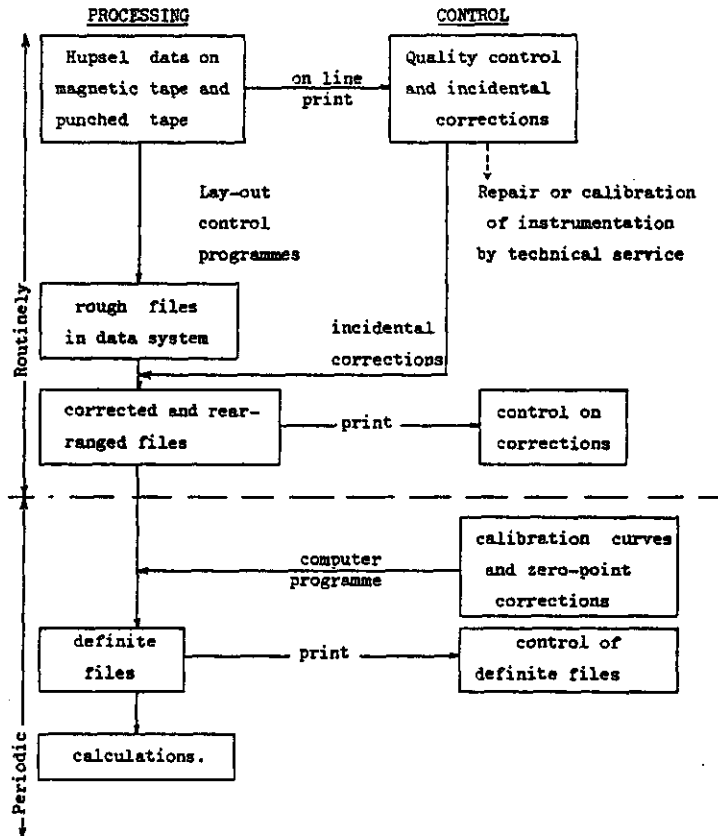 PROCESSING
CONTROL
Hupsel data on
magnetic tape and
punched tape
on line
print
Quality control
and incidental
corrections
Lay-out
control
programmes
Repair or calibration
of instrumentation
by technical service
rough files
in data system
incidental
corrections
Routinely
corrected and rear-
ranged files
print
control on
corrections
calibration curves
and zero-point
corrections
computer
programme
definite
files
print
control of
definite files
calculations.
Periodic